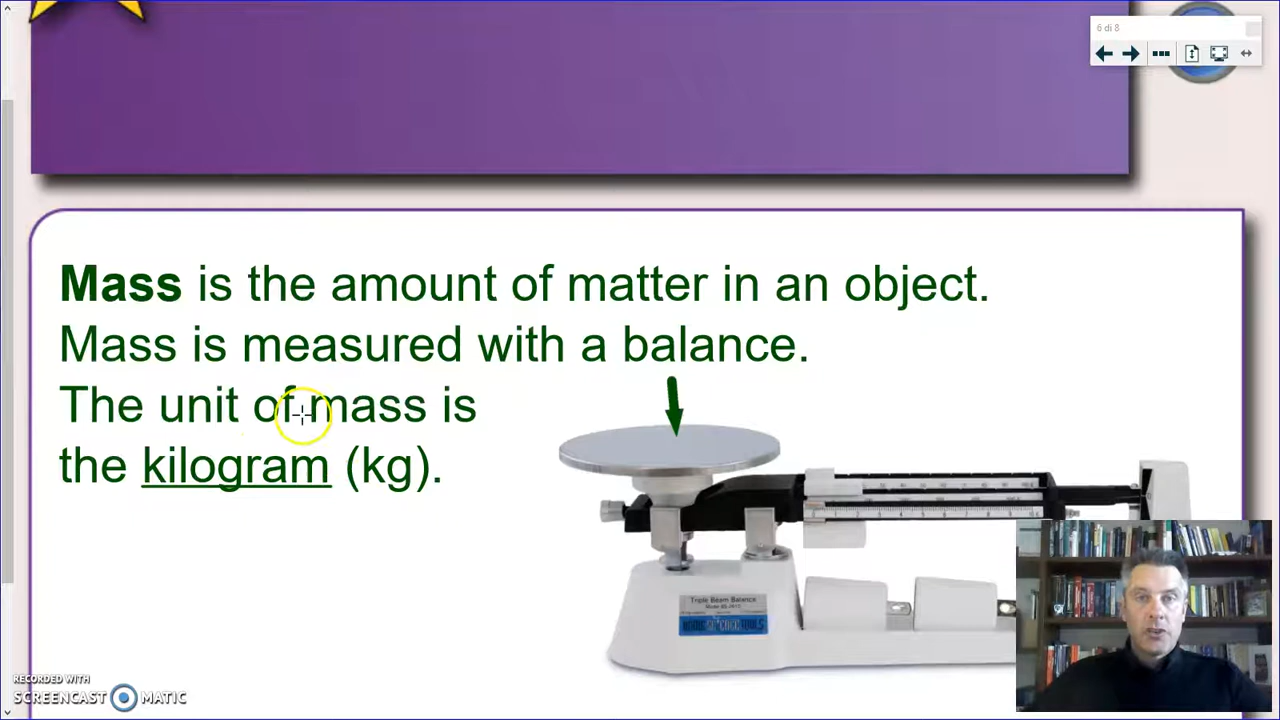 6 di 8
Mass is the amount of matter in an object.
Mass is measured with a balance.
The unit of mass is
the kilogram (kg).
Triple Beam Balance
RECORDED WITH
SCREENCAST MATIC